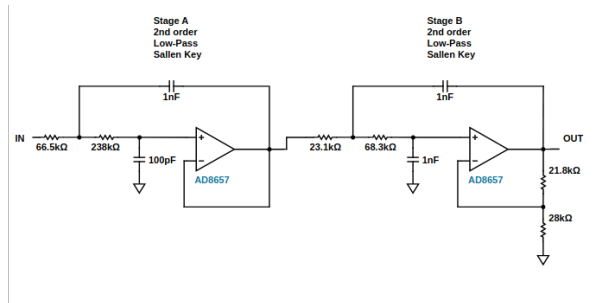 Stage A
2nd order
Low-Pass
Sallen Key
Stage B
2nd order
Low-Pass
Sallen Key
1nF
1nF
IN
66.5kΩ
238kΩ
100pF
AD8657
23.1kΩ
68.3kΩ
1nF
AD8657
OUT
21.8kΩ
28kΩ